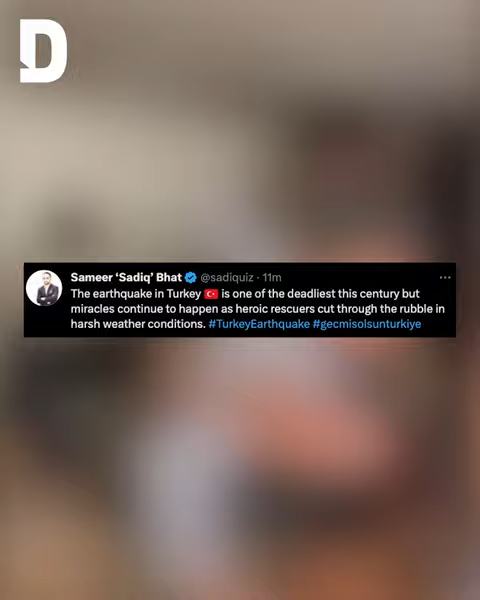 D
Sameer ‘Sadiq’ Bhat @sadiquiz · 11m
The earthquake in Turkey 🇹🇷 is one of the deadliest this century but
miracles continue to happen as heroic rescuers cut through the rubble in
harsh weather conditions. #TurkeyEarthquake #gecmisolsunturkiye